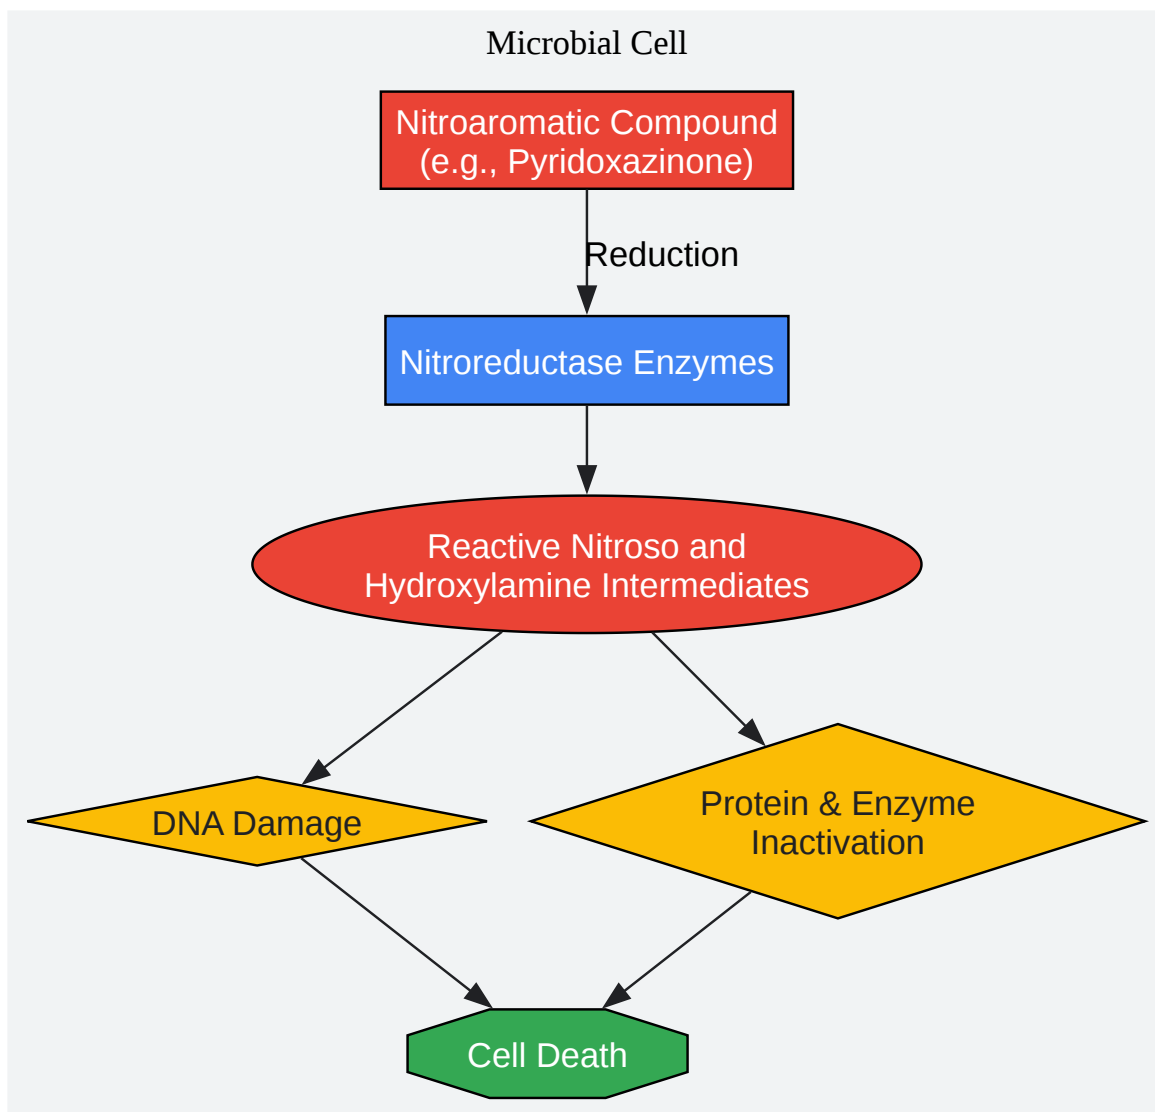 Microbial Cell
Nitroaromatic Compound
(e.g., Pyridoxazinone)
Reduction
Nitroreductase Enzymes
Reactive Nitroso and
Hydroxylamine Intermediates
DNA Damage
Protein & Enzyme
Inactivation
Cell Death